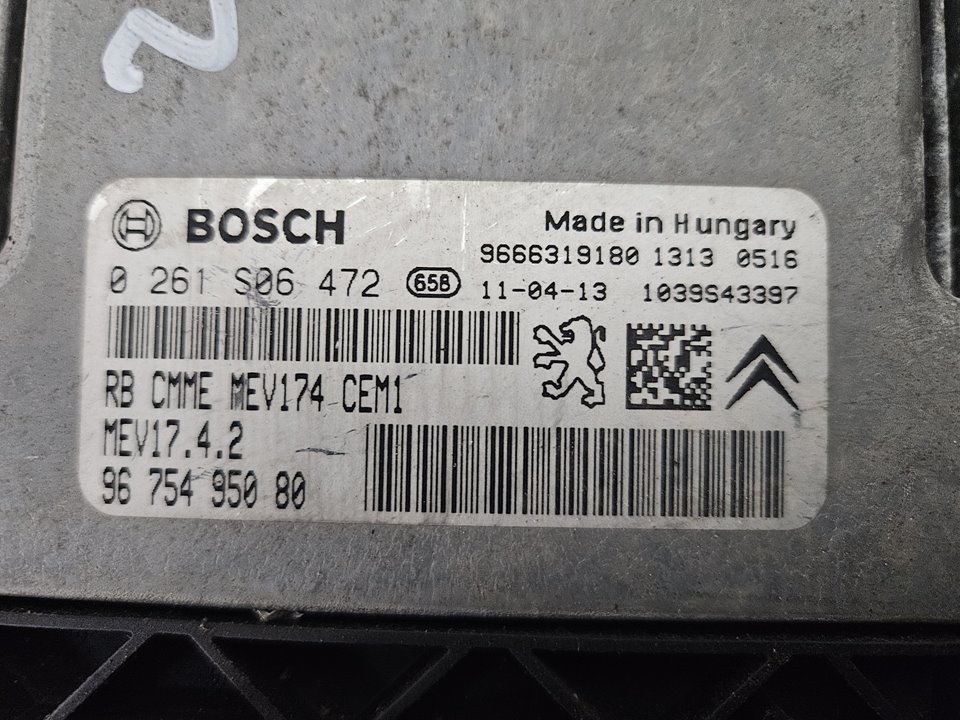 2
BOSCH
Made in Hungary
9666319180 1313 0516
0 261 S06 472 658 11-04-13 1039S43397
RB CMME MEV174 CEM1
MEV17.4.2
96 754 950 80